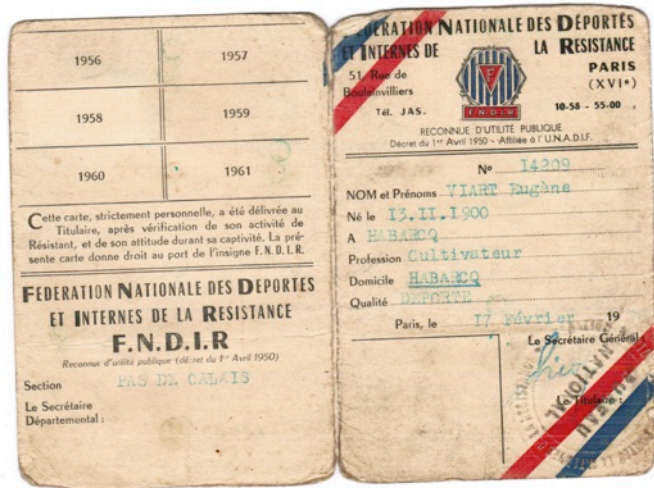 1956 1957
1958 1959
1960 1961
Cette carte, strictement personnelle, a été délivrée au
Titulaire, après vérification de son activité de
Résistant, et de son attitude durant sa captivité. La pré-
sente carte donne droit au port de l'insigne F.N.D.I.R.
FEDERATION NATIONALE DES DEPORTES
ET INTERNES DE LA RESISTANCE
F.N.D.I.R
Reconnue d'utilité publique (décret du 1er Avril 1950)
Section PAS DE CALAIS
Le Secrétaire
Départemental :
FEDERATION NATIONALE DES DÉPORTÉS
ET INTERNES DE LA RESISTANCE
51, Rue de PARIS
Boulainvilliers (XVIe)
Tél. JAS. 10-58 - 55-00
F
F.N.D.I.R
RECONNUE D'UTILITÉ PUBLIQUE
Décret du 1er Avril 1950 - Affiliée à l'U.N.A.D.I.F.
No I4209
NOM et Prénoms VIART Eugène
Né le I3.II.I900
A HABARCQ
Profession Cultivateur
Domicile HABARCQ
Qualité DEPORTE
Paris, le I7 Février 19
Le Secrétaire Général :
Le Titulaire :
BUREAU
NATIONAL